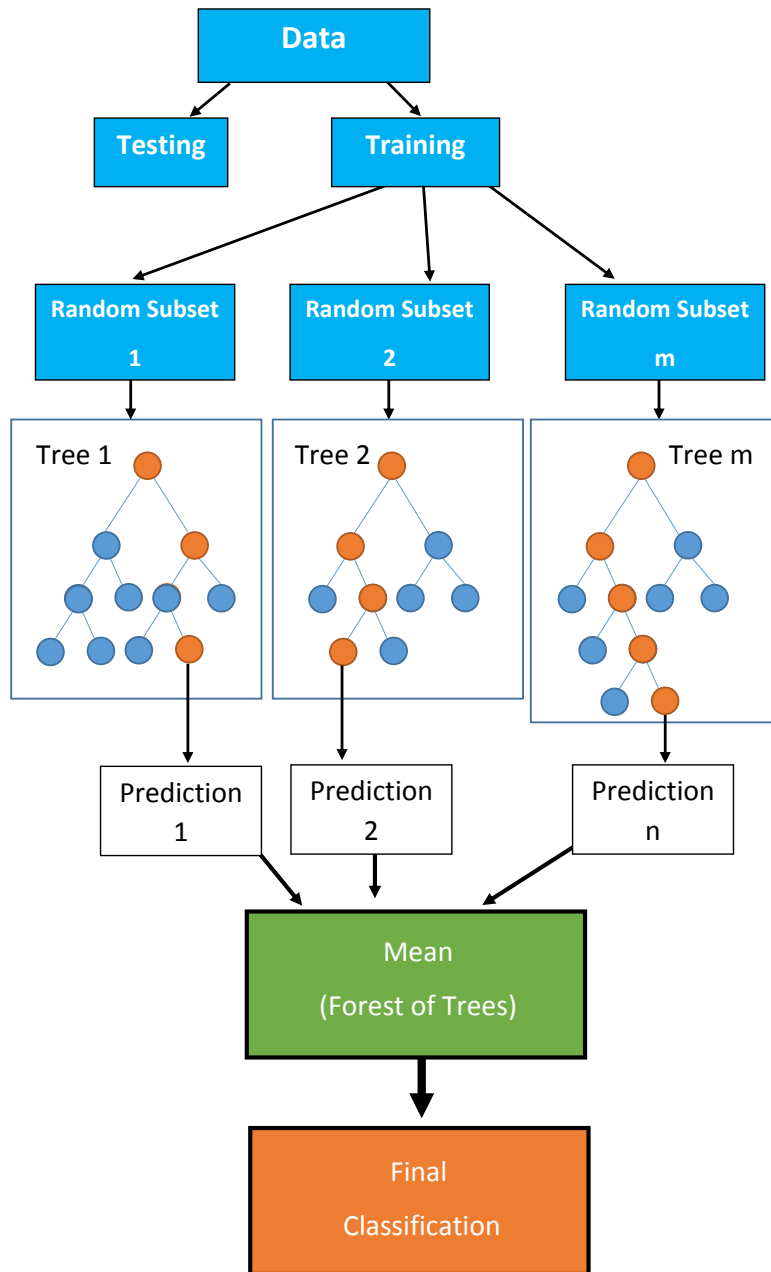 Data
Testing
Training
Random Subset
1
Random Subset
2
Random Subset
m
Tree 1
Tree 2
Tree m
Prediction
1
Prediction
2
Prediction
n
Mean
(Forest of Trees)
Final
Classification